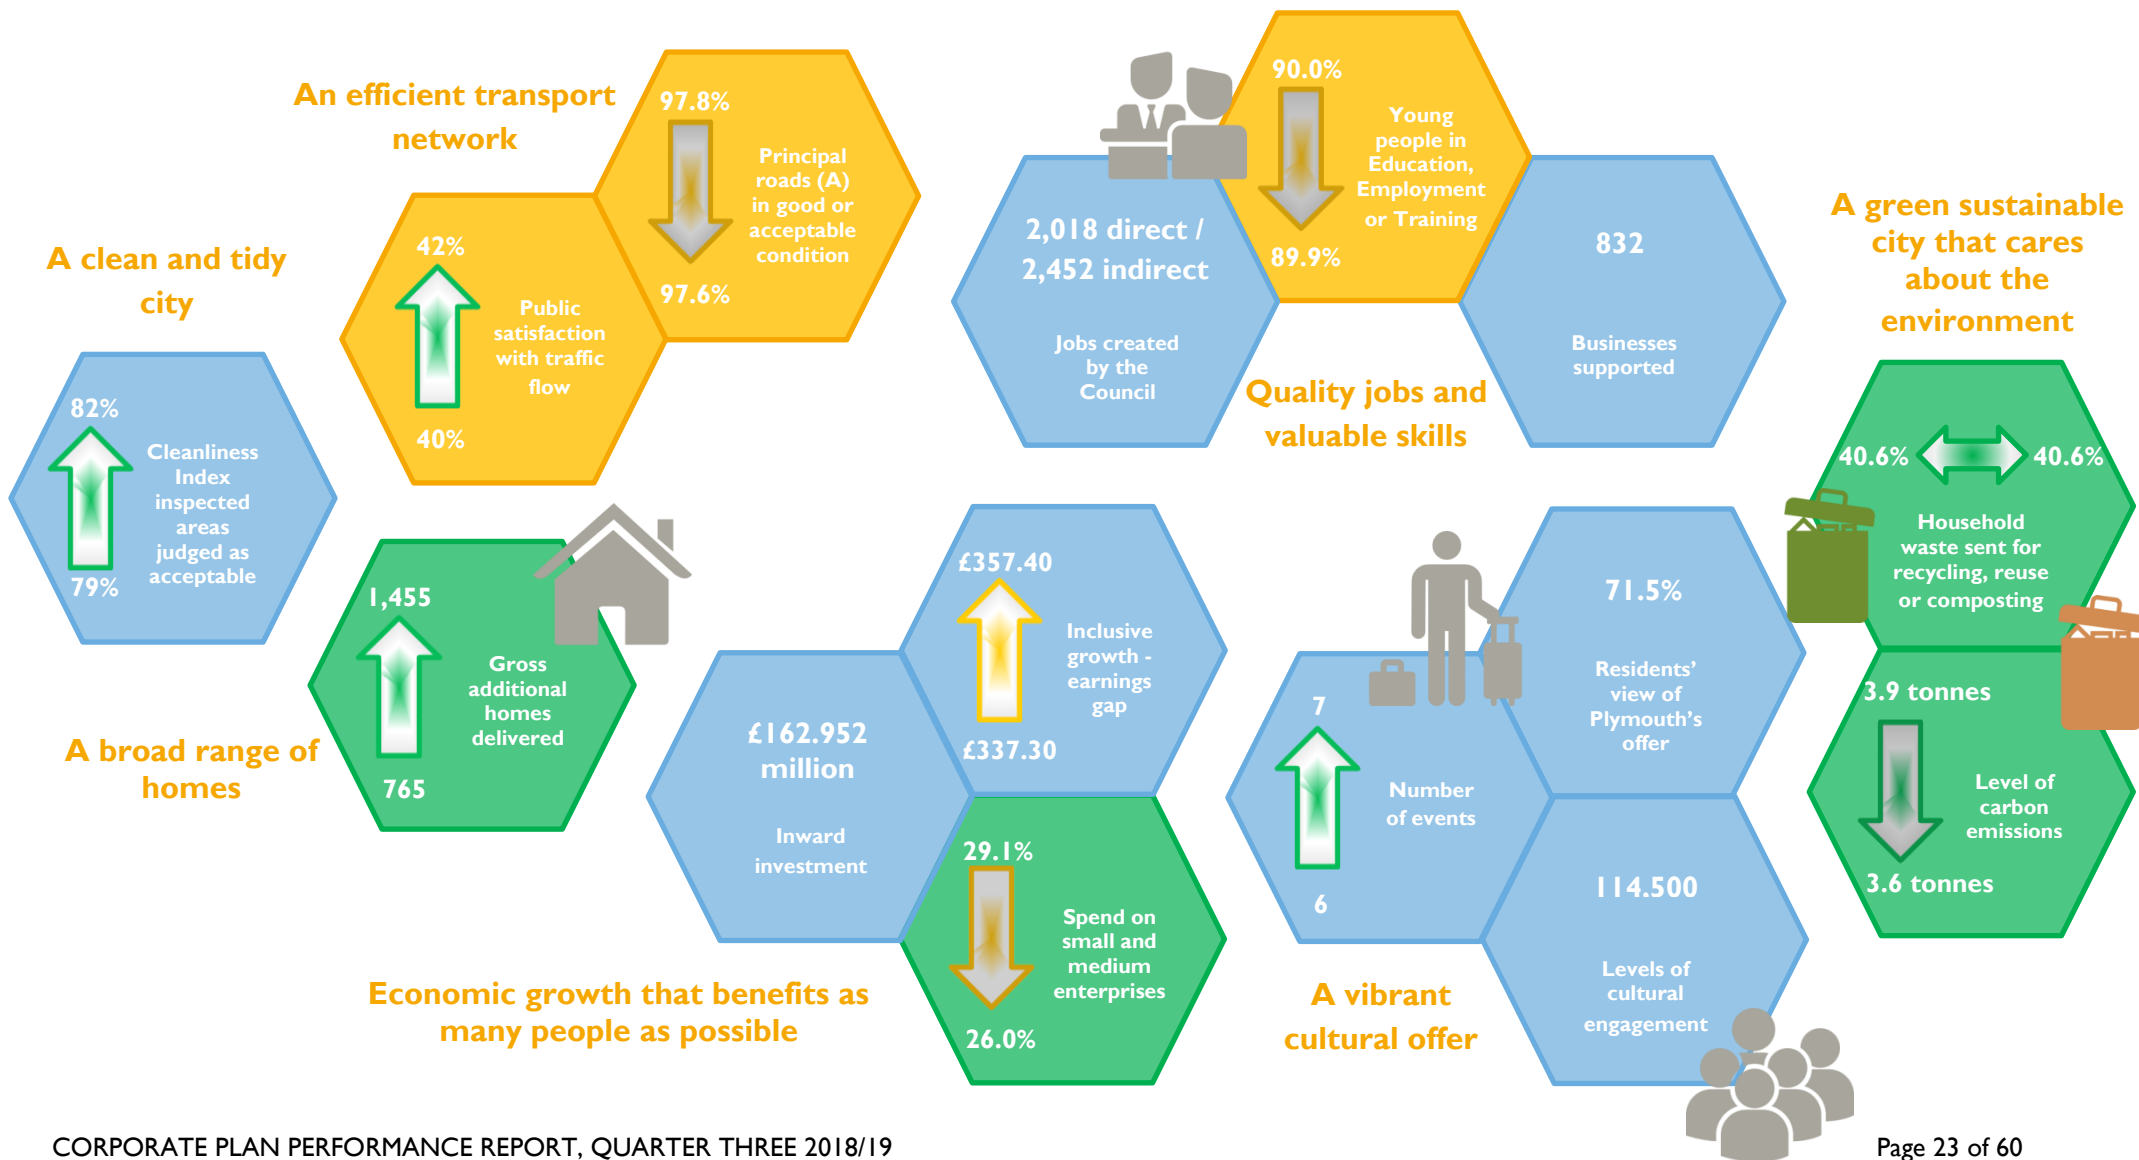 An efficient transport
network
97.8%
Principal
roads (A)
in good or
acceptable
condition
97.6%
42%
Public
satisfaction
with traffic
flow
40%
A clean and tidy
city
82%
Cleanliness
Index
inspected
areas
judged as
acceptable
79%
1,455
Gross
additional
homes
delivered
765
A broad range of
homes
90.0%
Young
people in
Education,
Employment
or Training
89.9%
2,018 direct /
2,452 indirect
Jobs created
by the
Council
832
Businesses
supported
Quality jobs and
valuable skills
A green sustainable
city that cares
about the
environment
40.6%
40.6%
Household
waste sent for
recycling, reuse
or composting
3.9 tonnes
Level of
carbon
emissions
3.6 tonnes
£357.40
Inclusive
growth -
earnings
gap
£337.30
£162.952
million
Inward
investment
29.1%
Spend on
small and
medium
enterprises
26.0%
Economic growth that benefits as
many people as possible
71.5%
Residents’
view of
Plymouth’s
offer
7
Number
of events
6
114.500
Levels of
cultural
engagement
A vibrant
cultural offer
CORPORATE PLAN PERFORMANCE REPORT, QUARTER THREE 2018/19
Page 23 of 60